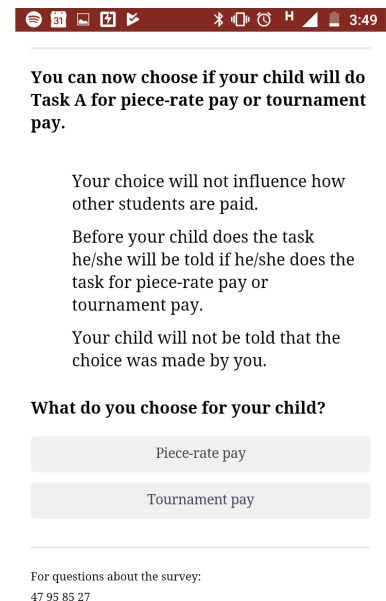 31
H
3:49
You can now choose if your child will do
Task A for piece-rate pay or tournament
pay.
Your choice will not influence how
other students are paid.
Before your child does the task
he/she will be told if he/she does the
task for piece-rate pay or
tournament pay.
Your child will not be told that the
choice was made by you.
What do you choose for your child?
Piece-rate pay
Tournament pay
For questions about the survey:
47 95 85 27